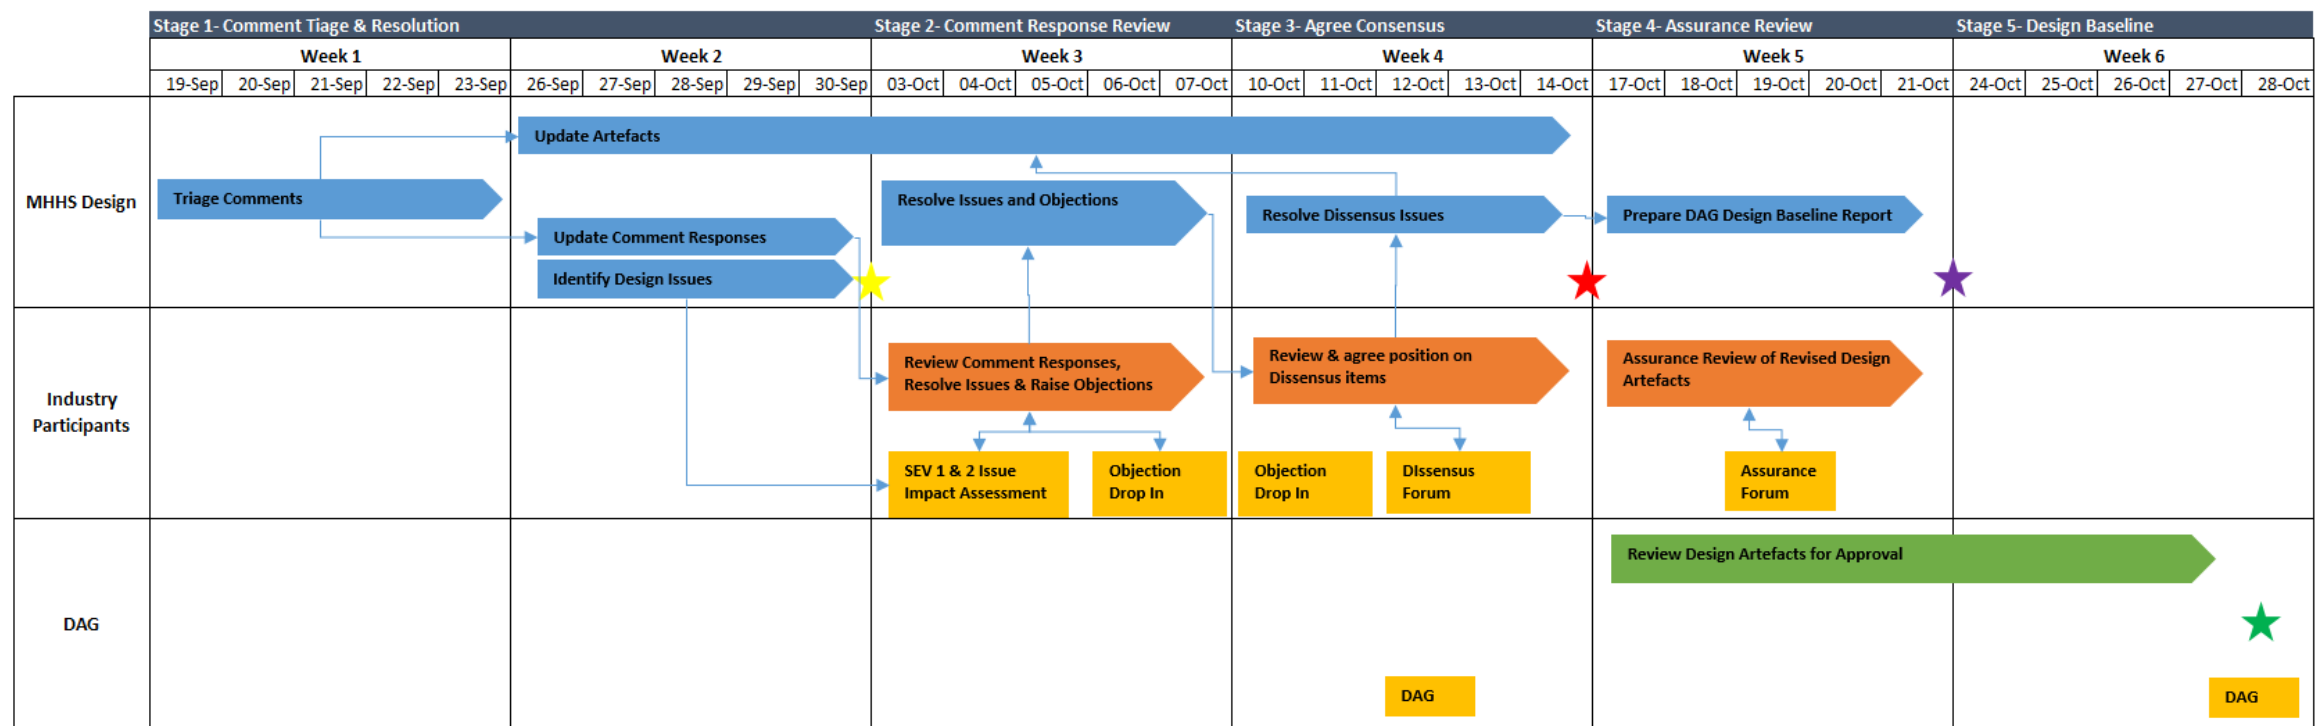 Stage 1- Comment Tiage & Resolution
Stage 2- Comment Response Review
Stage 3- Agree Consensus
Stage 4- Assurance Review
Stage 5- Design Baseline
Week 1
Week 2
Week 3
Week 4
Week 5
Week 6
19-Sep
20-Sep
21-Sep
22-Sep
23-Sep
26-Sep
27-Sep
28-Sep
29-Sep
30-Sep
03-Oct
04-Oct
05-Oct
06-Oct
07-Oct
10-Oct
11-Oct
12-Oct
13-Oct
14-Oct
17-Oct
18-Oct
19-Oct
20-Oct
21-Oct
24-Oct
25-Oct
26-Oct
27-Oct
28-Oct
MHHS Design
Update Artefacts
Triage Comments
Resolve Issues and Objections
Resolve Dissensus Issues
Prepare DAG Design Baseline Report
Update Comment Responses
Identify Design Issues
Industry
Participants
Review Comment Responses,
Resolve Issues & Raise Objections
Review & agree position on
Dissensus items
Assurance Review of Revised Design
Artefacts
SEV 1 & 2 Issue
Impact Assessment
Objection
Drop In
Objection
Drop In
DIssensus
Forum
Assurance
Forum
DAG
Review Design Artefacts for Approval
DAG
DAG